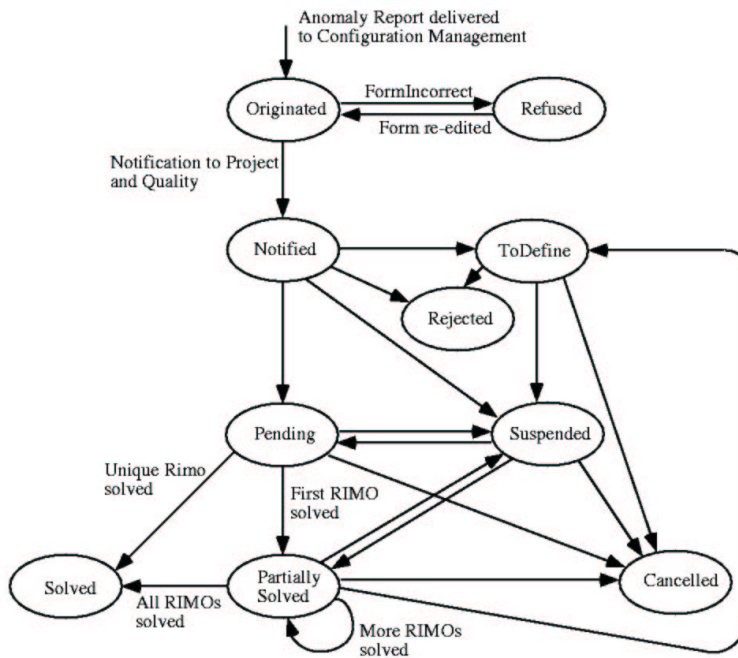 Anomaly Report delivered
to Configuration Management
FormIncorrect
Originated
Refused
Form re-edited
Notification to Project
and Quality
Notified
ToDefine
Rejected
Pending
Suspended
Unique Rimo
solved
First RIMO
solved
Solved
All RIMOs
solved
Partially
Solved
Cancelled
More RIMOs
solved